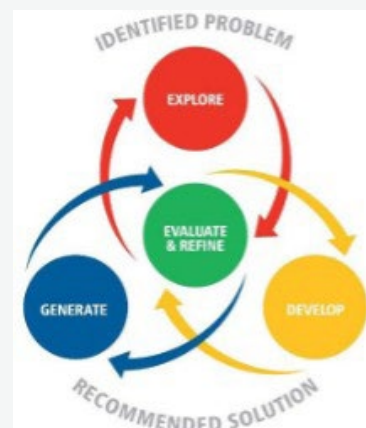 IDENTIFIED PROBLEM
EXPLORE
EVALUATE
& REFINE
GENERATE
DEVELOP
RECOMMENDED SOLUTION